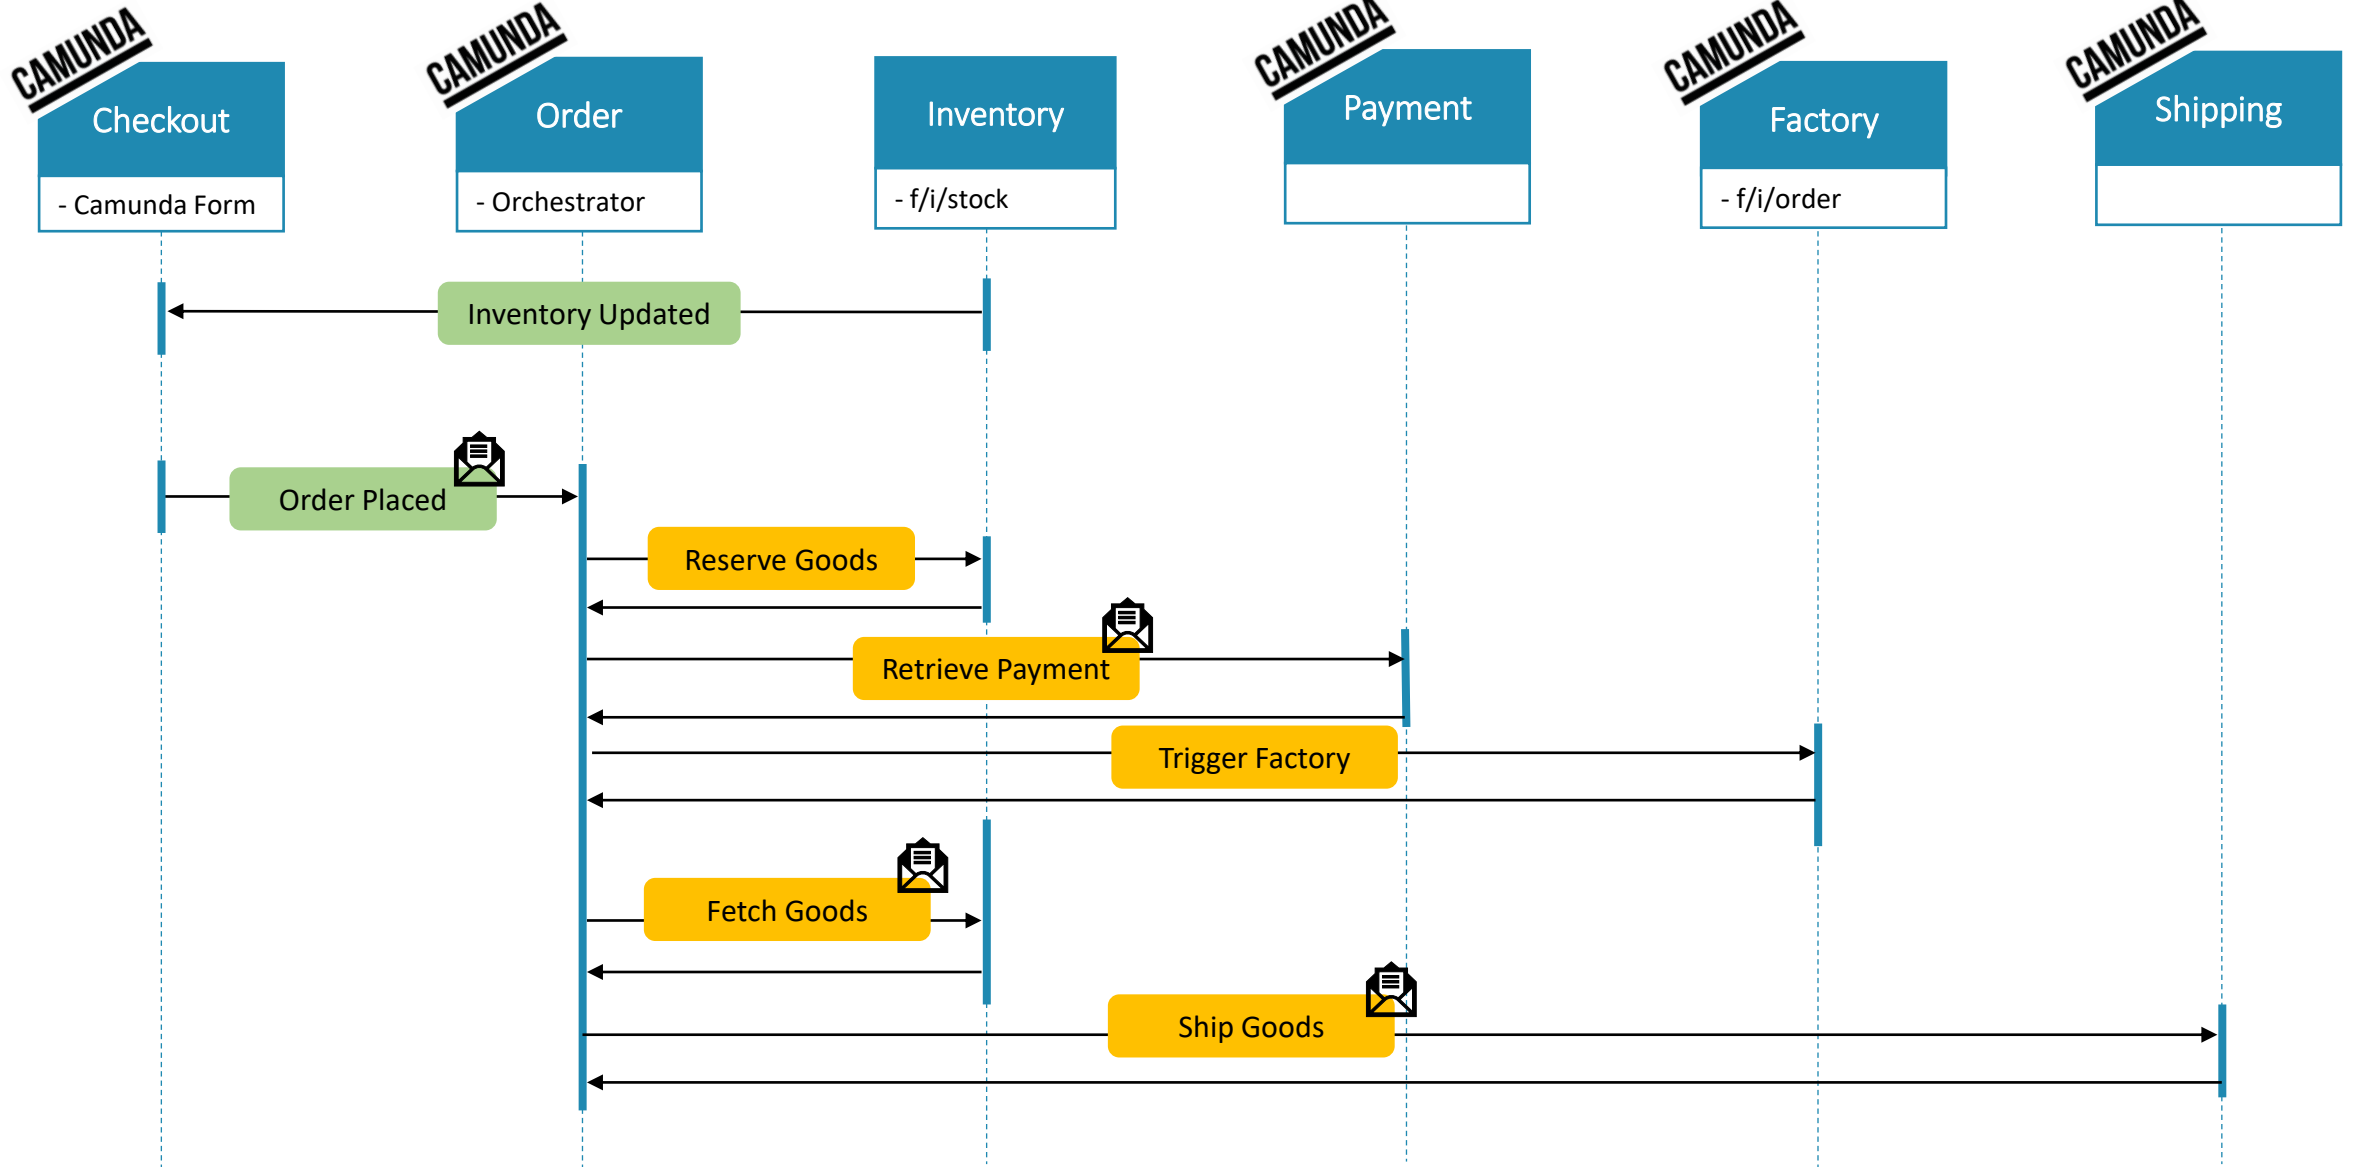 CAMUNDA
CAMUNDA
CAMUNDA
CAMUNDA
CAMUNDA
Checkout
Order
Inventory
Payment
Factory
Shipping
- Camunda Form
- Orchestrator
- f/i/stock
- f/i/order
Inventory Updated
Order Placed
Reserve Goods
Retrieve Payment
Trigger Factory
Fetch Goods
Ship Goods